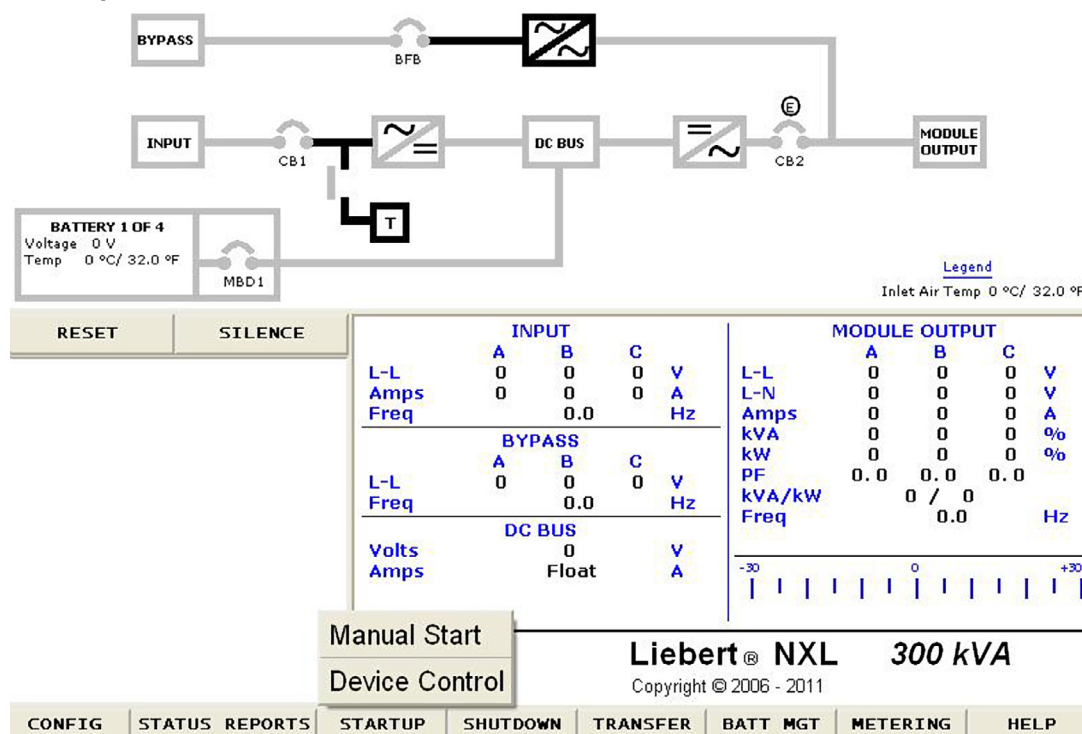 BYPASS
BFB
E
INPUT
CB1
DC BUS
CB2
MODULE
OUTPUT
T
BATTERY 1 OF 4
Voltage 0 V
Temp 0 °C/ 32.0 °F
MBD1
Legend
Inlet Air Temp 0 °C/ 32.0 °F
RESET SILENCE
INPUT
A B C
L-L 0 0 0 V
Amps 0 0 0 A
Freq 0.0 Hz
BYPASS
A B C
L-L 0 0 0 V
Freq 0.0 Hz
DC BUS
Volts 0 V
Amps Float A
MODULE OUTPUT
A B C
L-L 0 0 0 V
L-N 0 0 0 V
Amps 0 0 0 A
kVA 0 0 0 %
kW 0 0 0 %
PF 0.0 0.0 0.0
kVA/kW 0 / 0
Freq 0.0 Hz
-30 0 +30
Manual Start
Device Control
Liebert ® NXL 300 kVA
Copyright © 2006 - 2011
CONFIG STATUS REPORTS STARTUP SHUTDOWN TRANSFER BATT MGT METERING HELP